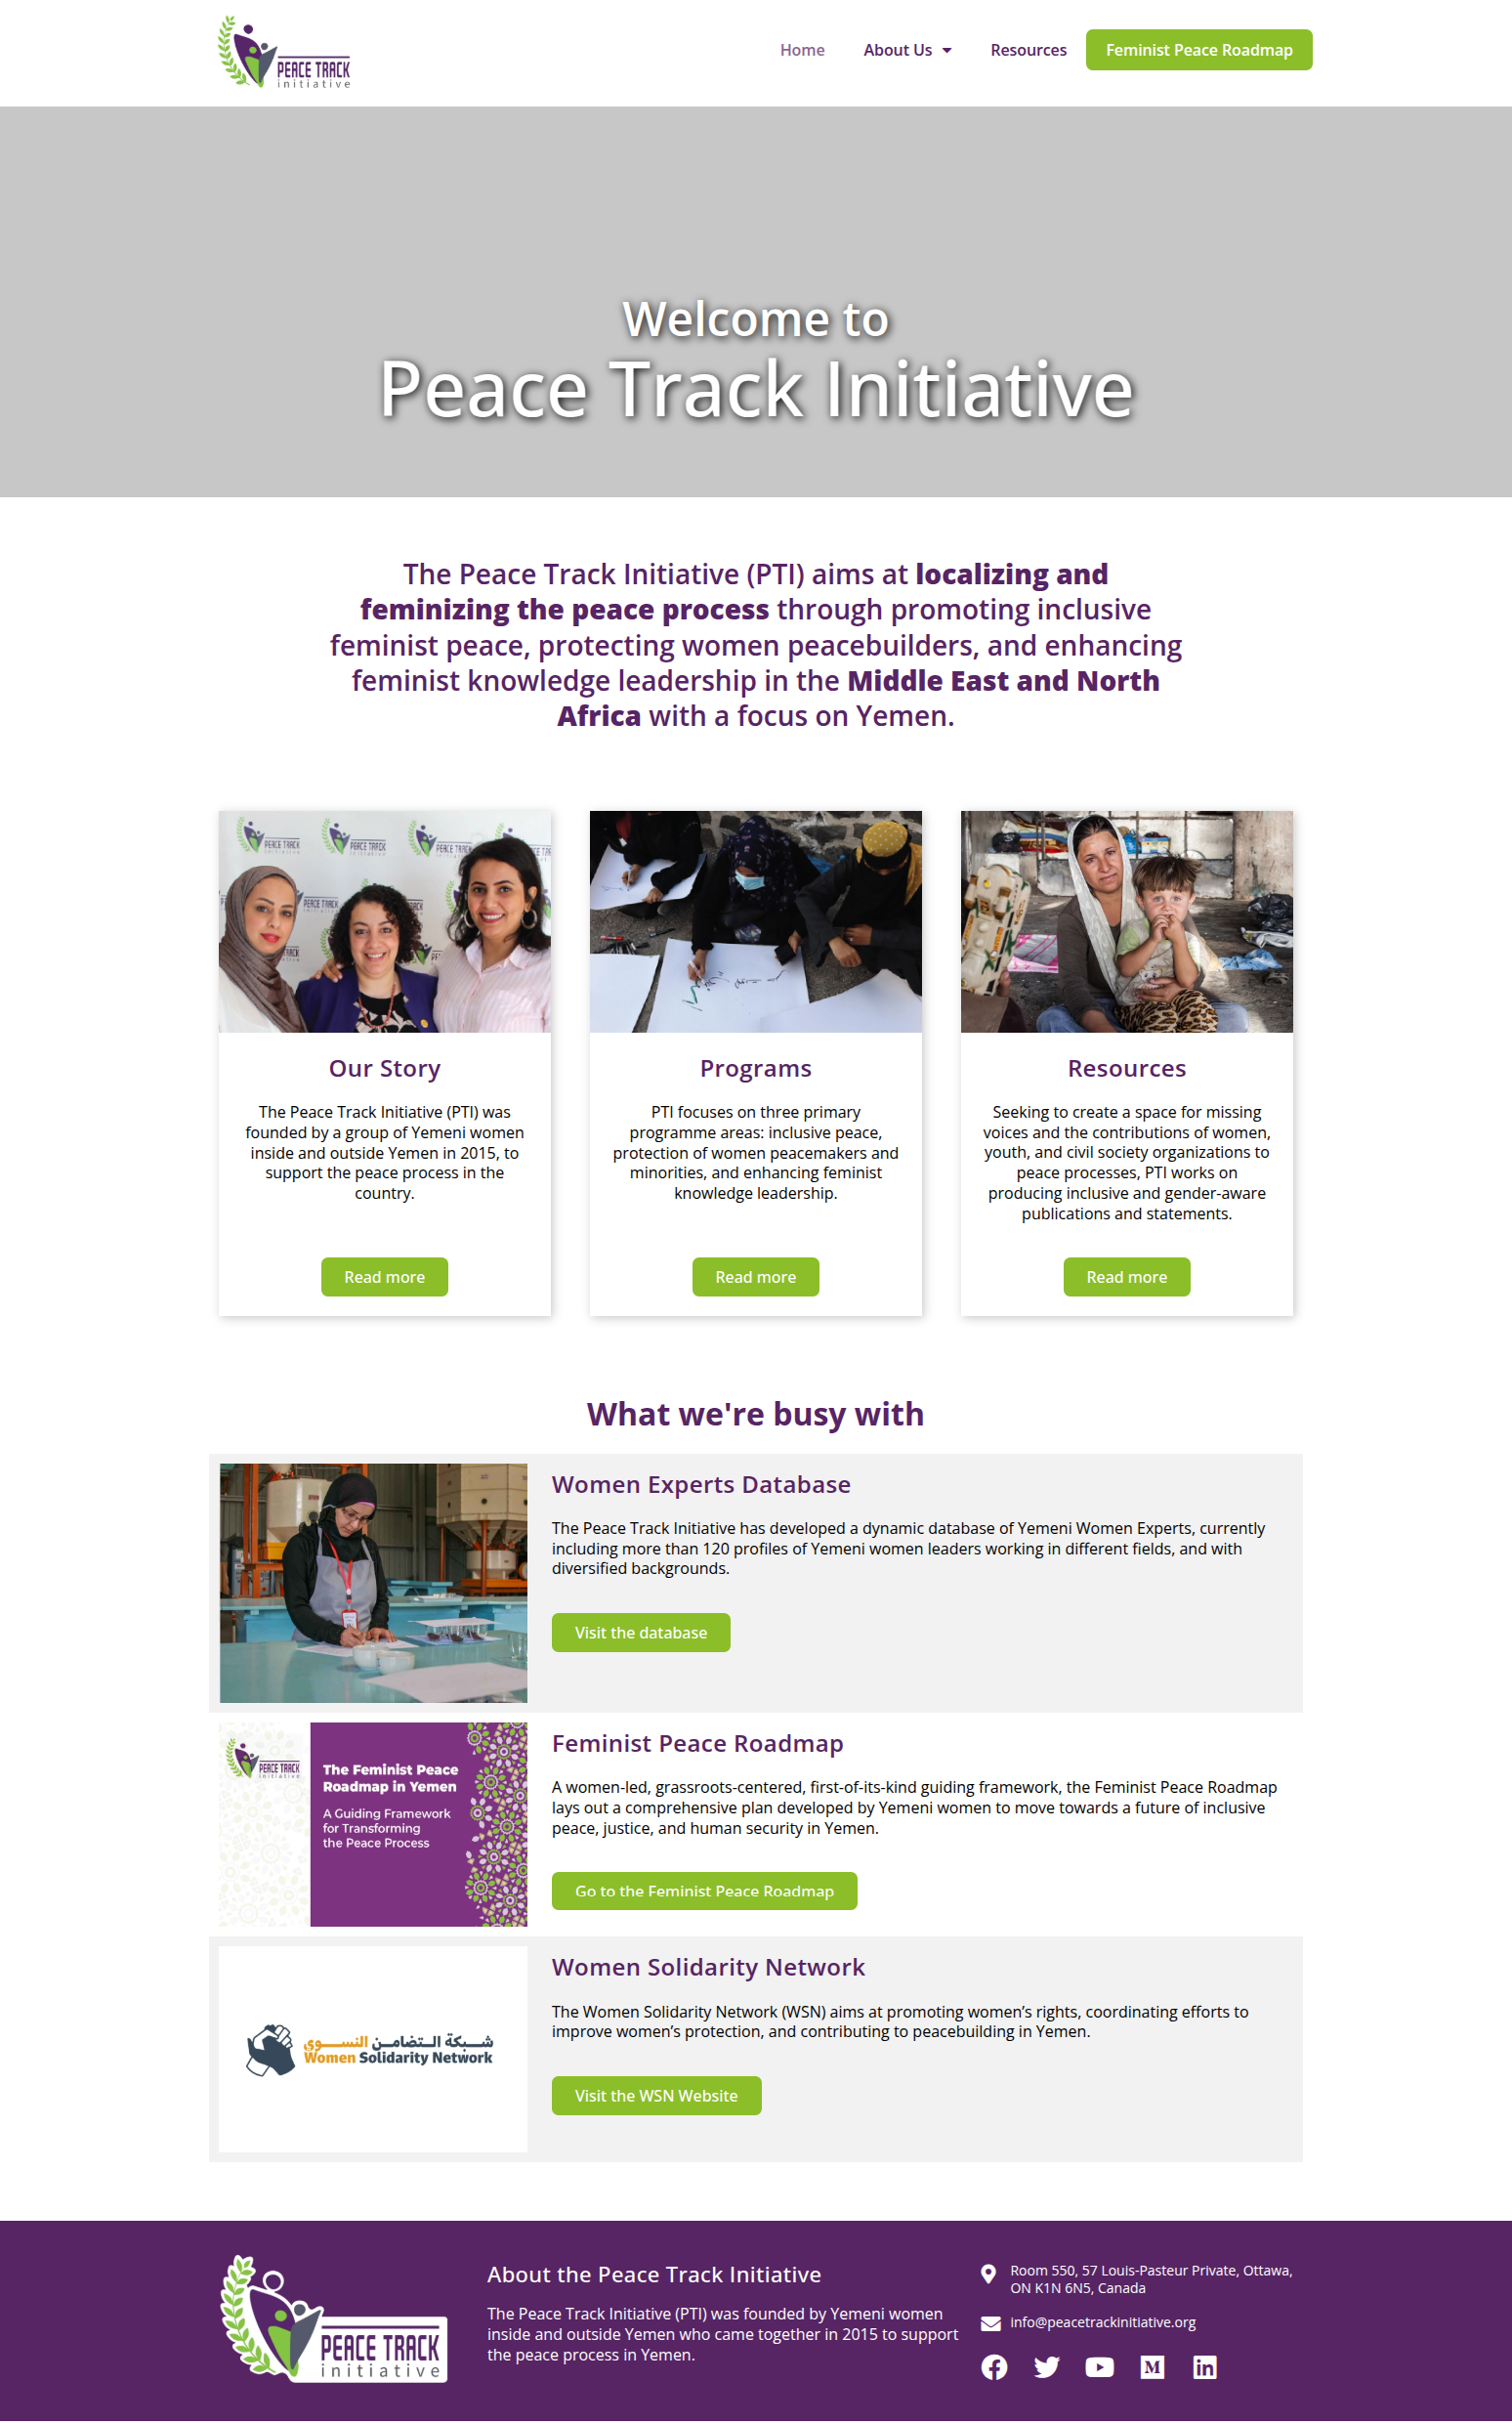 PEACE TRACK
initiative
Home
About Us
Resources
Feminist Peace Roadmap
Welcome to
Peace Track Initiative
The Peace Track Initiative (PTI) aims at localizing and
feminizing the peace process through promoting inclusive
feminist peace, protecting women peacebuilders, and enhancing
feminist knowledge leadership in the Middle East and North
Africa with a focus on Yemen.
Our Story
The Peace Track Initiative (PTI) was
founded by a group of Yemeni women
inside and outside Yemen in 2015, to
support the peace process in the
country.
Read more
Programs
PTI focuses on three primary
programme areas: inclusive peace,
protection of women peacemakers and
minorities, and enhancing feminist
knowledge leadership.
Read more
Resources
Seeking to create a space for missing
voices and the contributions of women,
youth, and civil society organizations to
peace processes, PTI works on
producing inclusive and gender-aware
publications and statements.
Read more
What we're busy with
Women Experts Database
The Peace Track Initiative has developed a dynamic database of Yemeni Women Experts, currently
including more than 120 profiles of Yemeni women leaders working in different fields, and with
diversified backgrounds.
Visit the database
PEACE TRACK
initiative
The Feminist Peace
Roadmap in Yemen
A Guiding Framework
for Transforming
the Peace Process
Feminist Peace Roadmap
A women-led, grassroots-centered, first-of-its-kind guiding framework, the Feminist Peace Roadmap
lays out a comprehensive plan developed by Yemeni women to move towards a future of inclusive
peace, justice, and human security in Yemen.
Go to the Feminist Peace Roadmap
شبكة التضامن النسوي
Women Solidarity Network
Women Solidarity Network
The Women Solidarity Network (WSN) aims at promoting women’s rights, coordinating efforts to
improve women’s protection, and contributing to peacebuilding in Yemen.
Visit the WSN Website
PEACE TRACK
initiative
About the Peace Track Initiative
The Peace Track Initiative (PTI) was founded by Yemeni women
inside and outside Yemen who came together in 2015 to support
the peace process in Yemen.
Room 550, 57 Louis-Pasteur Private, Ottawa,
ON K1N 6N5, Canada
info@peacetrackinitiative.org